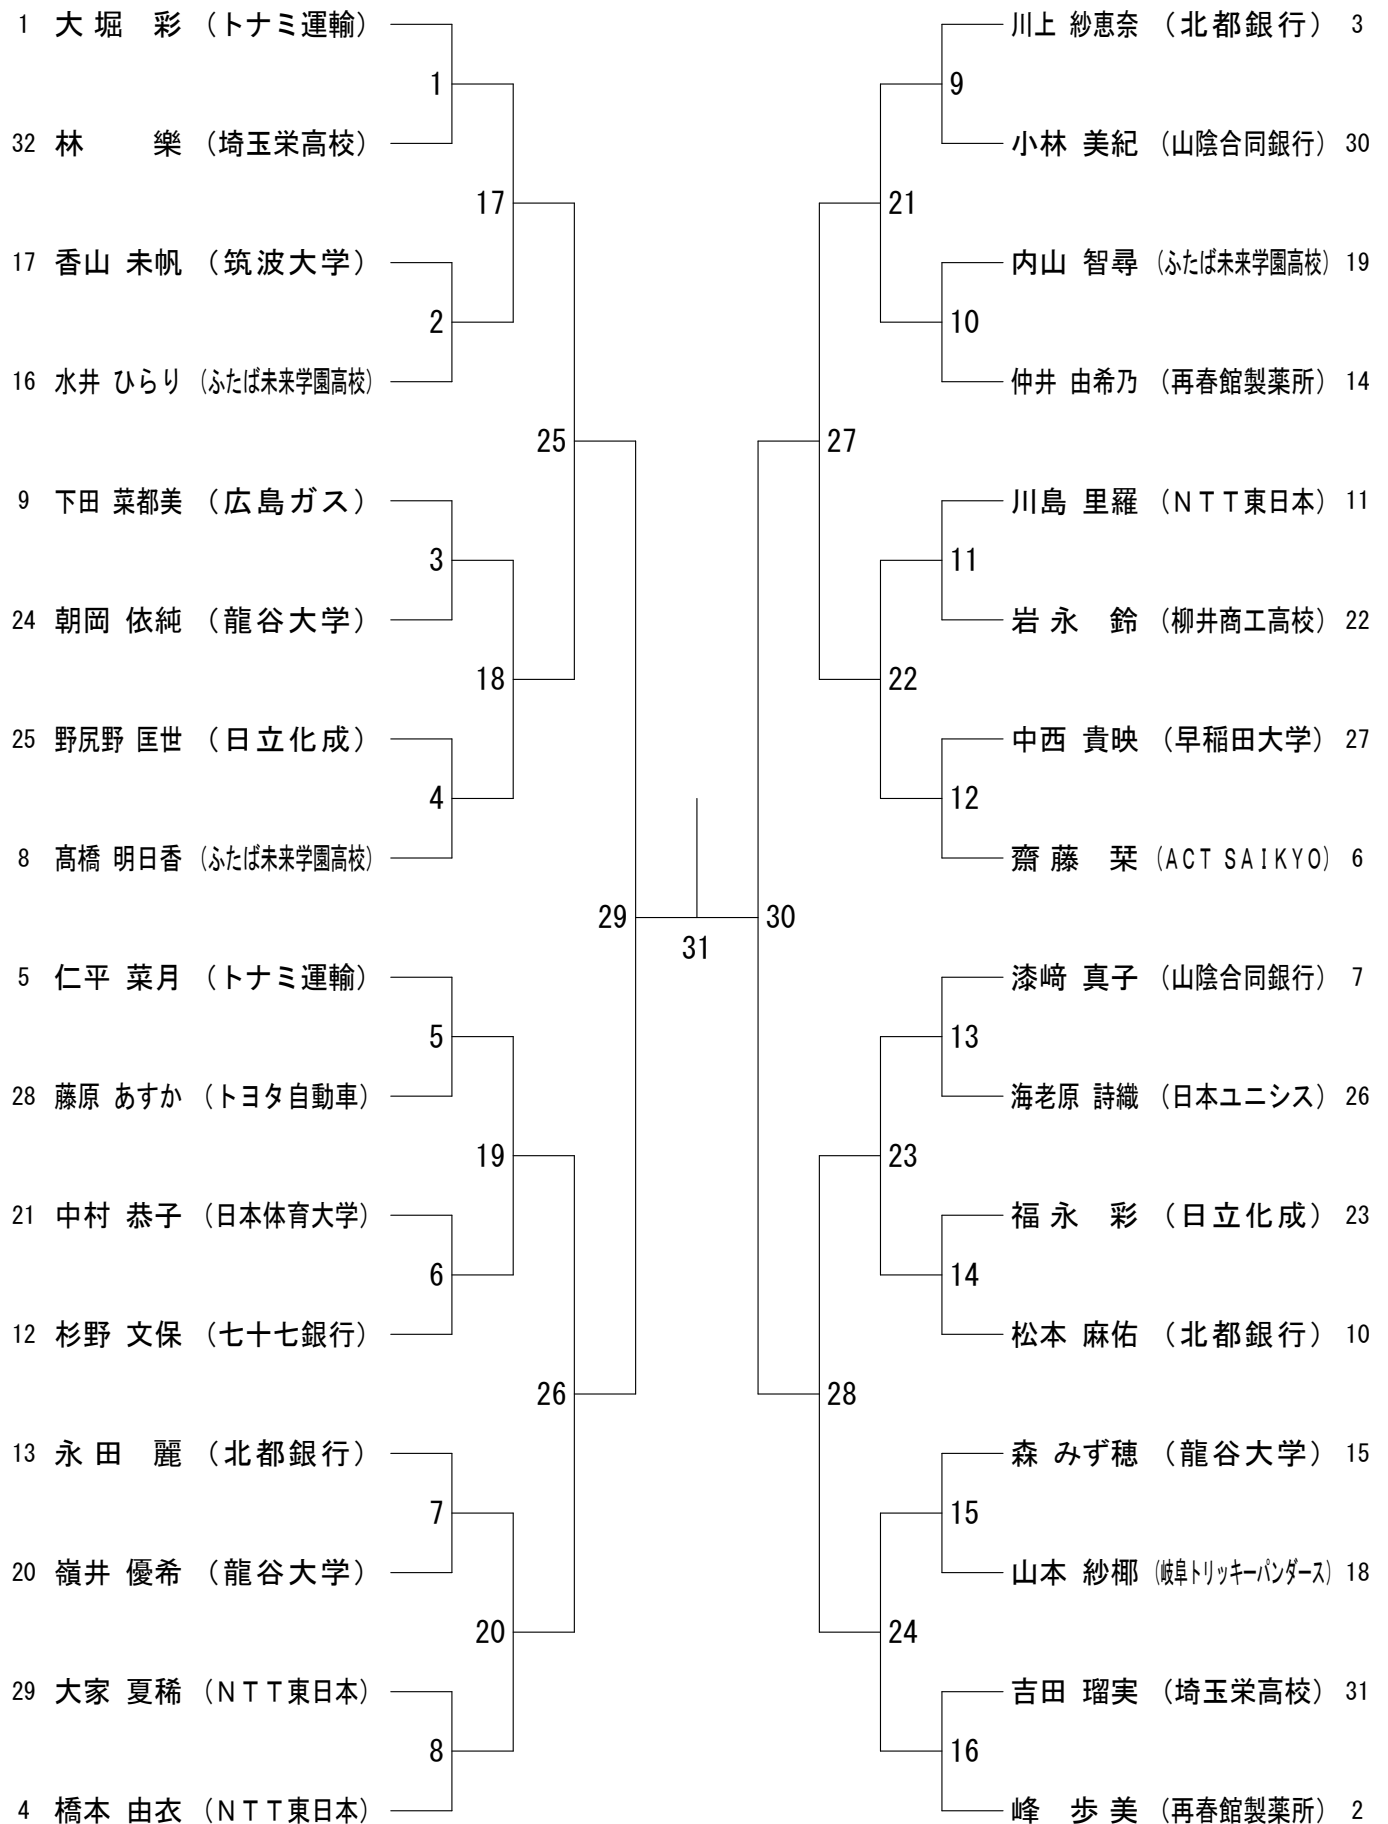 1 大堀 彩 （トナミ運輸）
1
32 林 樂 （埼玉栄高校）
17
17 香山 未帆 （筑波大学）
2
16 水井 ひらり （ふたば未来学園高校）
25
9 下田 菜都美 （広島ガス）
3
24 朝岡 依純 （龍谷大学）
18
25 野尻野 匡世 （日立化成）
4
8 髙橋 明日香 （ふたば未来学園高校）
29
5 仁平 菜月 （トナミ運輸）
5
28 藤原 あすか （トヨタ自動車）
19
21 中村 恭子 （日本体育大学）
6
12 杉野 文保 （七十七銀行）
26
13 永田 麗 （北都銀行）
7
20 嶺井 優希 （龍谷大学）
20
29 大家 夏稀 （ＮＴＴ東日本）
8
4 橋本 由衣 （ＮＴＴ東日本）
31
川上 紗恵奈 （北都銀行） 3
9
小林 美紀 （山陰合同銀行） 30
21
内山 智尋 （ふたば未来学園高校） 19
10
仲井 由希乃 （再春館製薬所） 14
27
川島 里羅 （ＮＴＴ東日本） 11
11
岩永 鈴 （柳井商工高校） 22
22
中西 貴映 （早稲田大学） 27
12
齋藤 栞 （ACT SAIKYO） 6
30
漆﨑 真子 （山陰合同銀行） 7
13
海老原 詩織 （日本ユニシス） 26
23
福永 彩 （日立化成） 23
14
松本 麻佑 （北都銀行） 10
28
森 みず穂 （龍谷大学） 15
15
山本 紗椰 （岐阜トリッキーパンダース） 18
24
吉田 瑠実 （埼玉栄高校） 31
16
峰 歩美 （再春館製薬所） 2